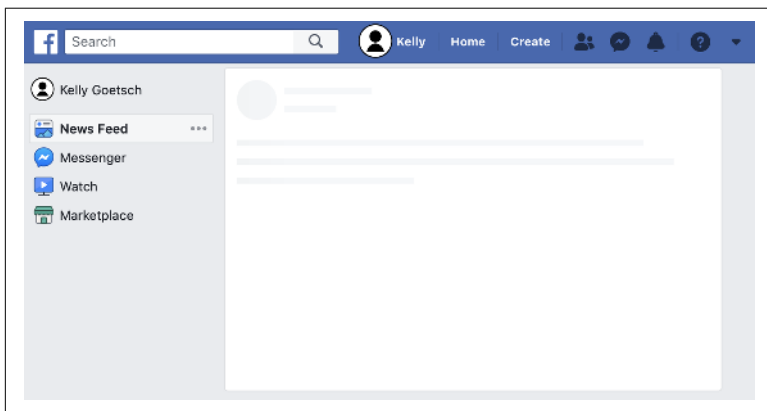 f Search Kelly Home Create
Kelly Goetsch
News Feed
Messenger
Watch
Marketplace